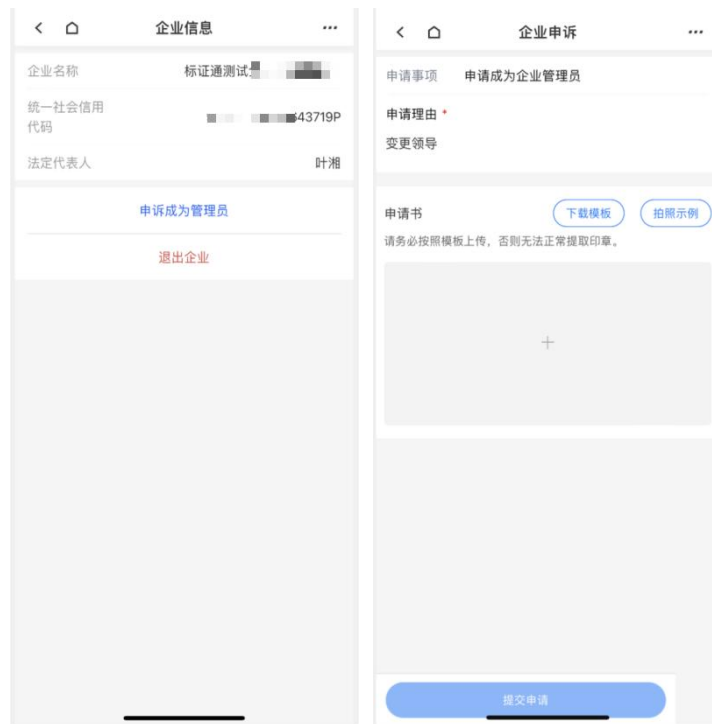 企业信息
企业名称 标证通测试
统一社会信用
代码
43719P
法定代表人 叶湘
申诉成为管理员
退出企业
企业申诉
申请事项 申请成为企业管理员
申请理由 *
变更领导
申请书 下载模板 拍照示例
请务必按照模板上传，否则无法正常提取印章。
提交申请